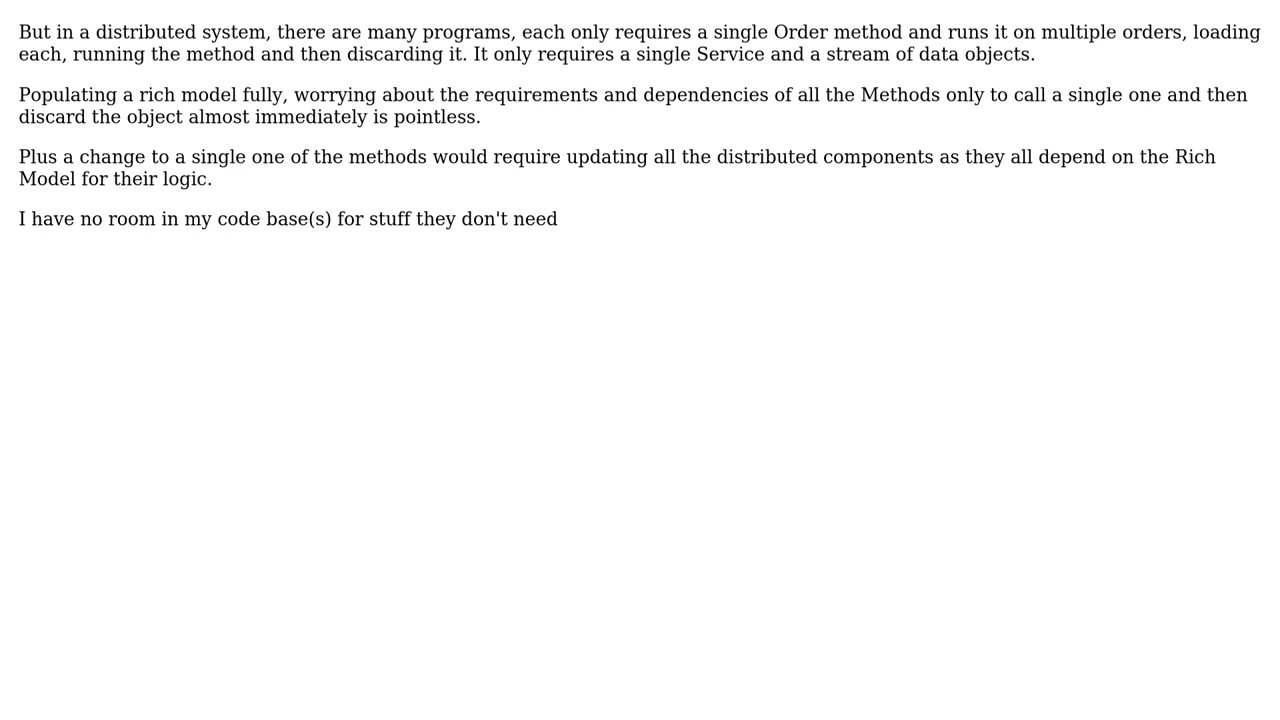 But in a distributed system, there are many programs, each only requires a single Order method and runs it on multiple orders, loading
each, running the method and then discarding it. It only requires a single Service and a stream of data objects.
Populating a rich model fully, worrying about the requirements and dependencies of all the Methods only to call a single one and then
discard the object almost immediately is pointless.
Plus a change to a single one of the methods would require updating all the distributed components as they all depend on the Rich
Model for their logic.
I have no room in my code base(s) for stuff they don't need